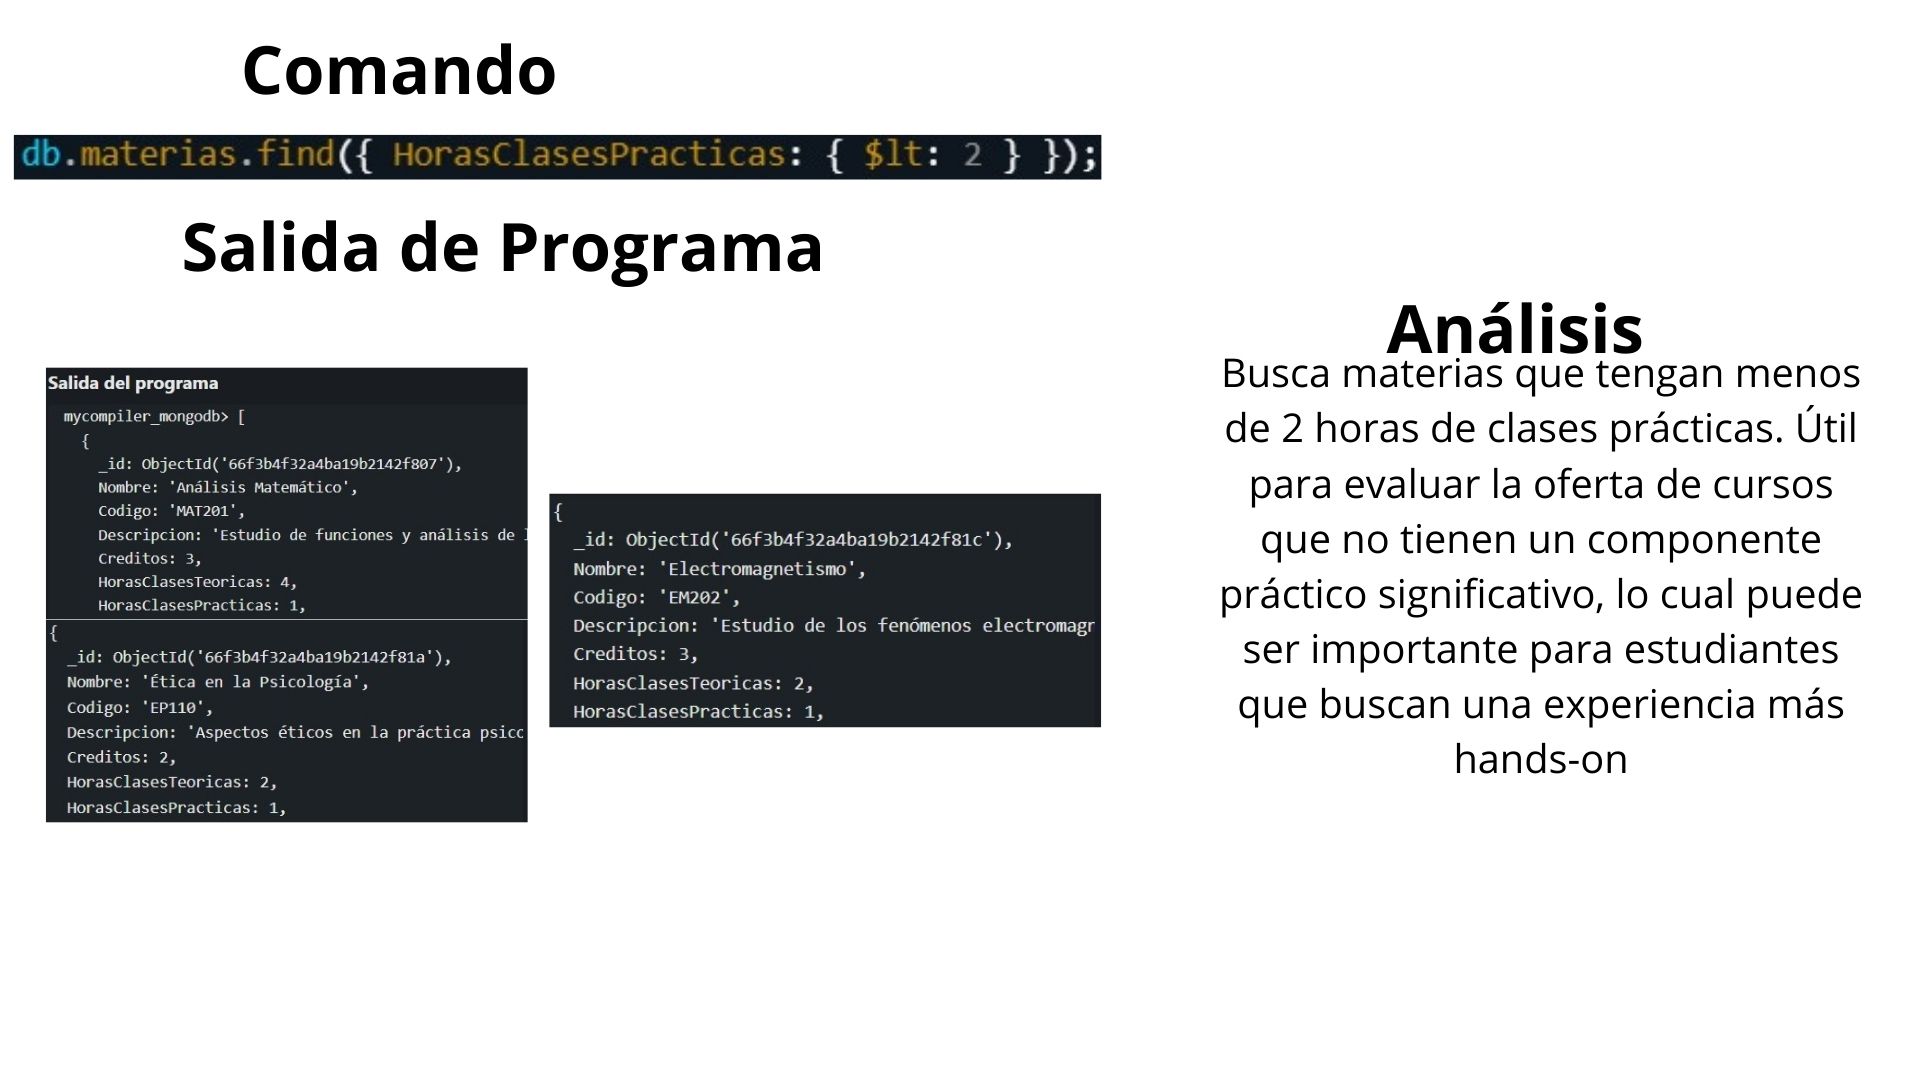 Comando
db.materias.find({ HorasClasesPracticas: { $lt: 2 } });
Salida de Programa
Salida del programa
mycompiler_mongodb> [
{
_id: ObjectId('66f3b4f32a4ba19b2142f807'),
Nombre: 'Análisis Matemático',
Codigo: 'MAT201',
Descripcion: 'Estudio de funciones y análisis de
Creditos: 3,
HorasClasesTeoricas: 4,
HorasClasesPracticas: 1,
{
_id: ObjectId('66f3b4f32a4ba19b2142f81a'),
Nombre: 'Ética en la Psicología',
Codigo: 'EP110',
Descripcion: 'Aspectos éticos en la práctica psico
Creditos: 2,
HorasClasesTeoricas: 2,
HorasClasesPracticas: 1,
{
_id: ObjectId('66f3b4f32a4ba19b2142f81c'),
Nombre: 'Electromagnetismo',
Codigo: 'EM202',
Descripcion: 'Estudio de los fenómenos electromagr
Creditos: 3,
HorasClasesTeoricas: 2,
HorasClasesPracticas: 1,
Análisis
Busca materias que tengan menos
de 2 horas de clases prácticas. Útil
para evaluar la oferta de cursos
que no tienen un componente
práctico significativo, lo cual puede
ser importante para estudiantes
que buscan una experiencia más
hands-on